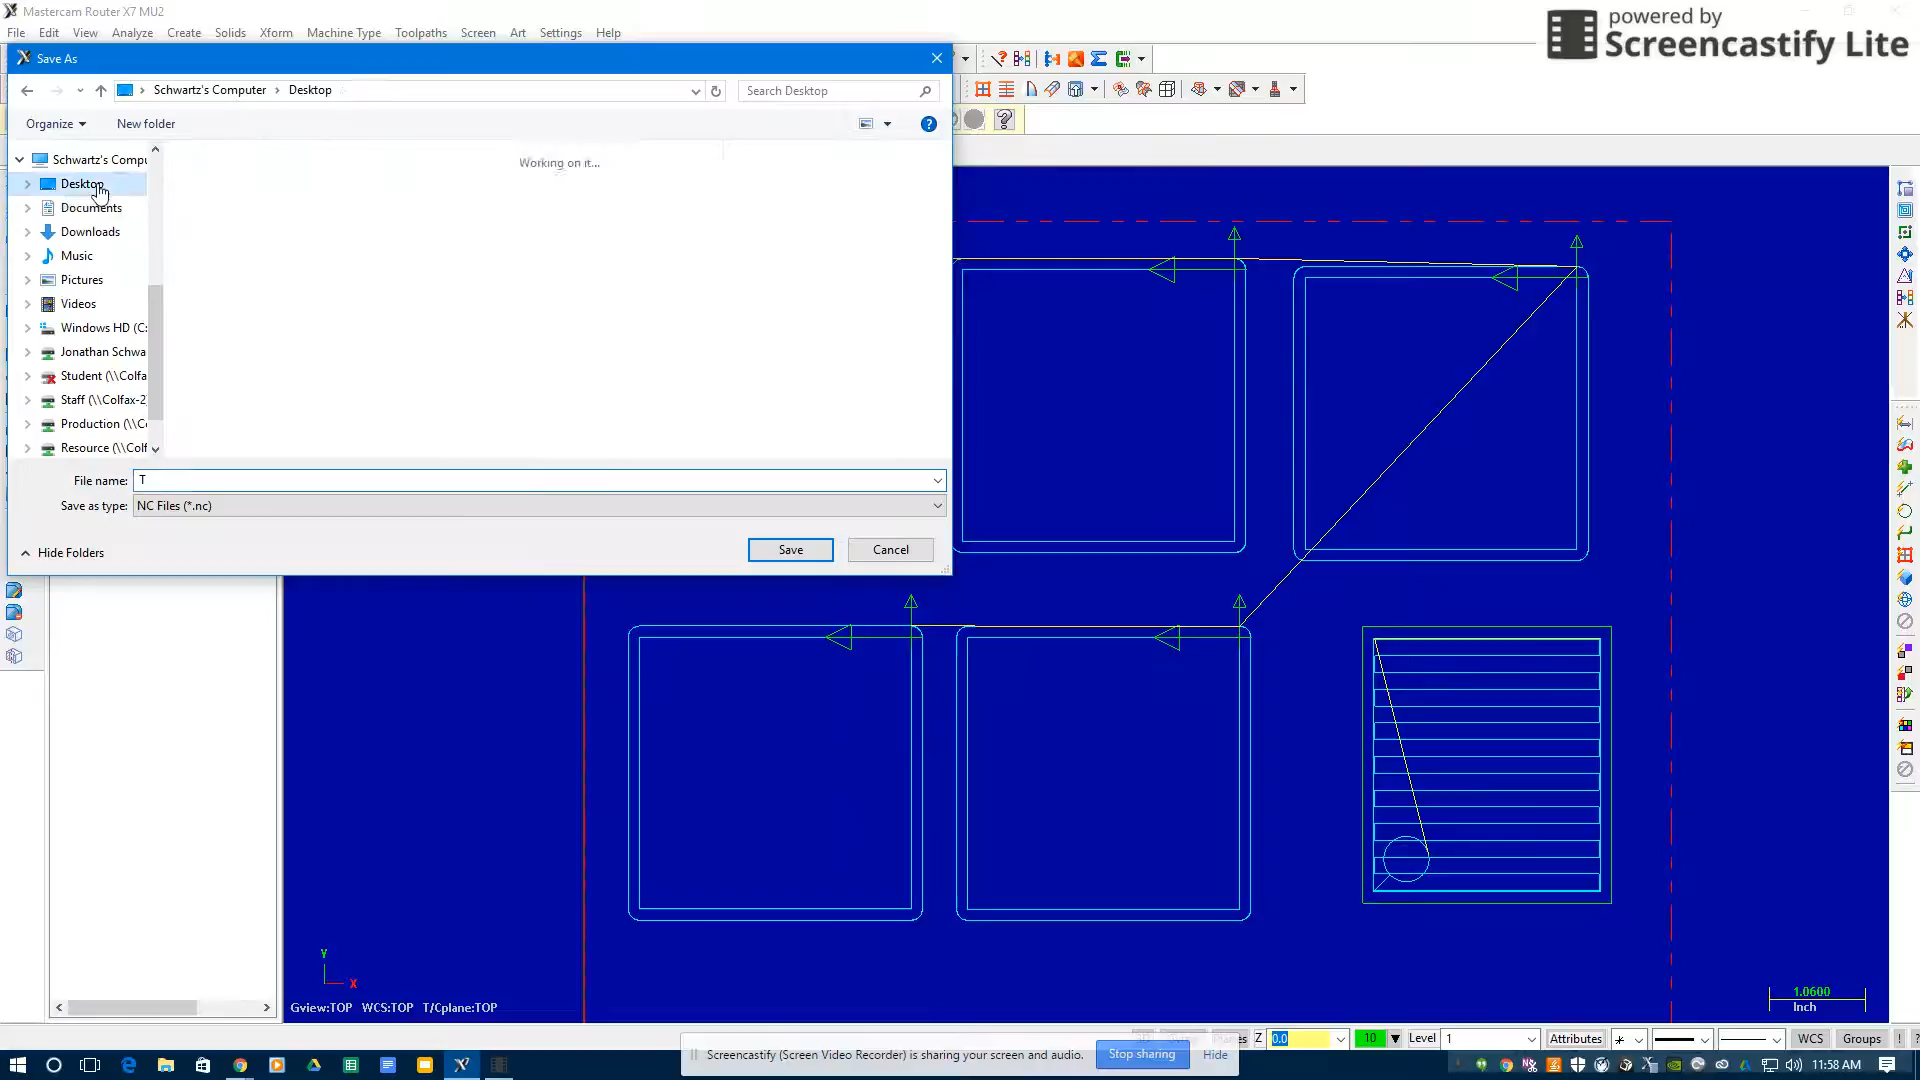 Mastercam Router X7 MU2
powered by
Screencastify Lite
File Edit View Analyze Create Solids Xform Machine Type Toolpaths Screen Art Settings Help
Save As
Schwartz's Computer Desktop
Search Desktop
Organize New folder
Working on it...
Schwartz's Compu
Desktop
Documents
Downloads
Music
Pictures
Videos
Windows HD (C:
Jonathan Schwa
Student (\\Colfa
Staff (\\Colfax-2
Production (\\Co
Resource (\\Colf
File name: T
Save as type: NC Files (*.nc)
Hide Folders
Save Cancel
Y
X
Gview:TOP WCS:TOP T/Cplane:TOP
1.0600
Inch
Z 0.0 10 Level 1 Attributes WCS Groups ! ?
Screencastify (Screen Video Recorder) is sharing your screen and audio. Stop sharing Hide
11:58 AM